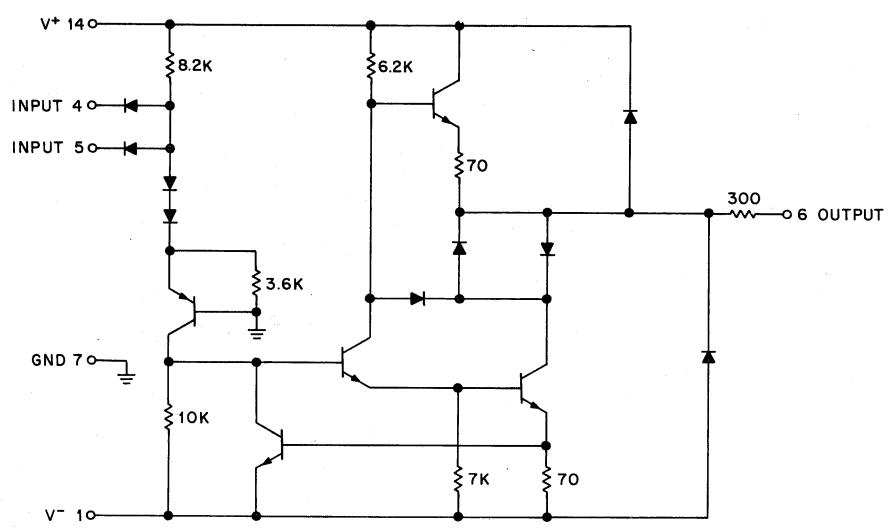 V+ 14
8.2K
6.2K
INPUT 4
INPUT 5
70
300
6 OUTPUT
3.6K
GND 7
10K
7K
70
V- 1